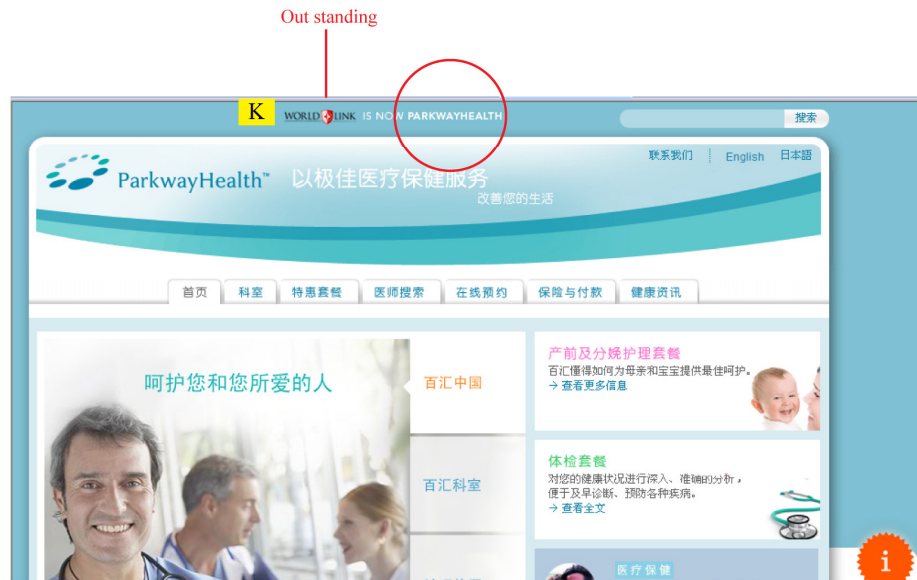 Out standing
K
WORLD LINK IS NOW PARKWAYHEALTH
搜索
联系我们 English 日本語
ParkwayHealth™ 以极佳医疗保健服务
改善您的生活
首页 科室 特惠套餐 医师搜索 在线预约 保险与付款 健康资讯
呵护您和您所爱的人
百汇中国
百汇科室
产前及分娩护理套餐
百汇懂得如何为母亲和宝宝提供最佳呵护。
→ 查看更多信息
体检套餐
对您的健康状况进行深入、准确的分析，
便于及早诊断、预防各种疾病。
→ 查看全文
医疗保健
i